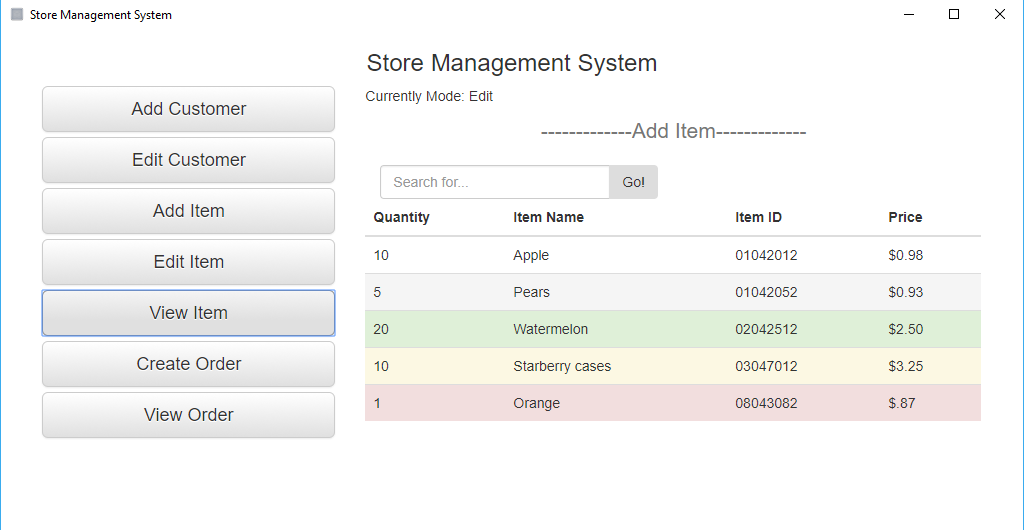 Store Management System
Store Management System
Currently Mode: Edit
-------------Add Item-------------
Add Customer
Edit Customer
Add Item
Edit Item
View Item
Create Order
View Order
Search for... Go!
Quantity Item Name Item ID Price
10 Apple 01042012 $0.98
5 Pears 01042052 $0.93
20 Watermelon 02042512 $2.50
10 Starberry cases 03047012 $3.25
1 Orange 08043082 $.87